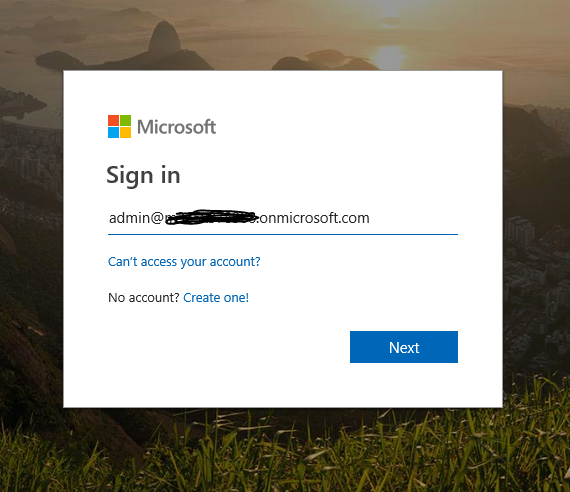 Microsoft
Sign in
admin@ .onmicrosoft.com
Can't access your account?
No account? Create one!
Next